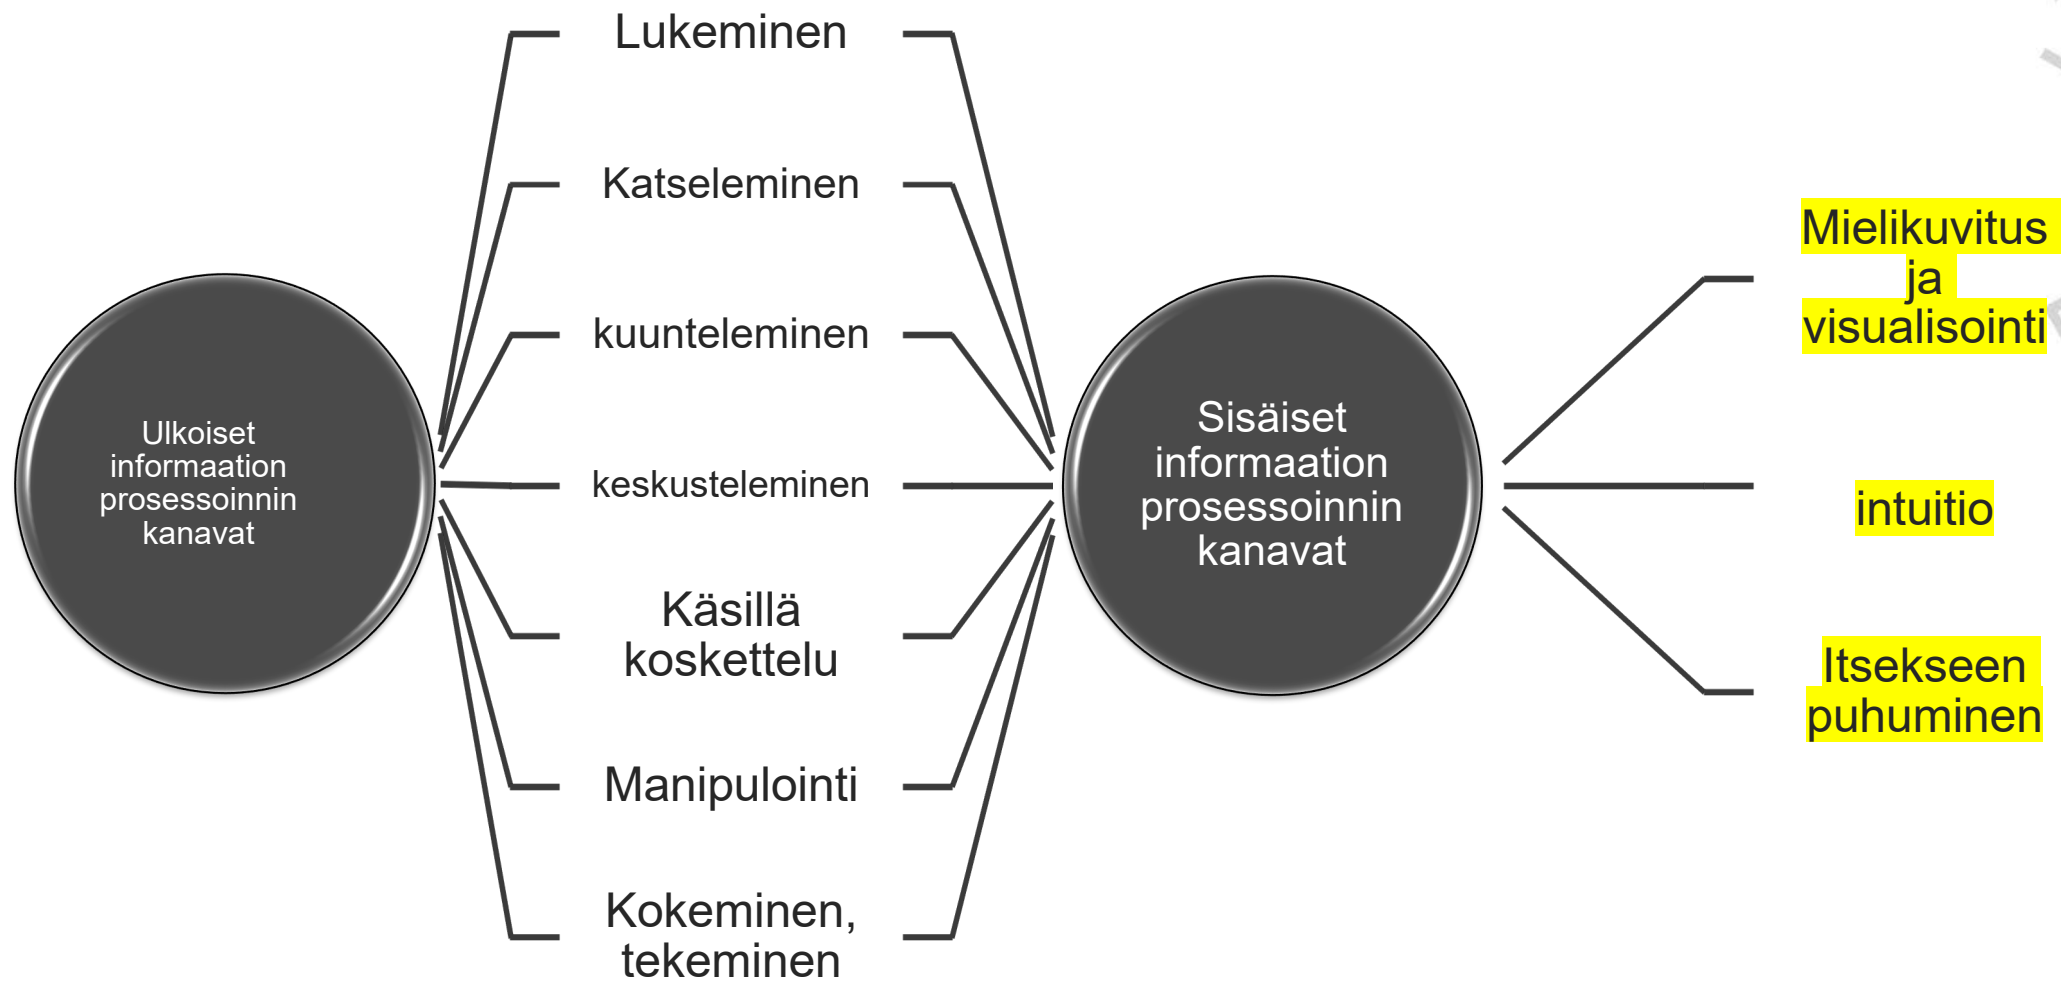 Ulkoiset
informaation
prosessoinnin
kanavat
Lukeminen
Katseleminen
kuunteleminen
keskusteleminen
Käsillä
koskettelu
Manipulointi
Kokeminen,
tekeminen
Sisäiset
informaation
prosessoinnin
kanavat
Mielikuvitus
ja
visualisointi
intuitio
Itsekseen
puhuminen